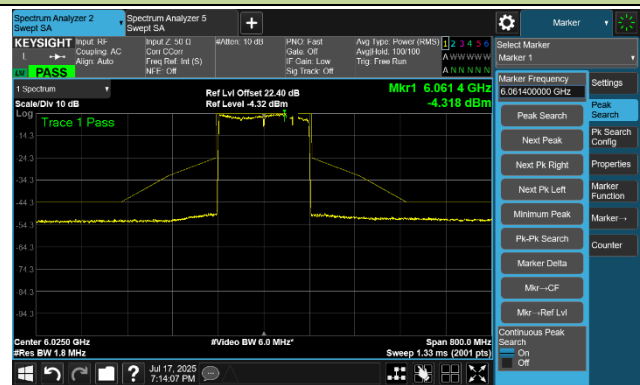 Spectrum Analyzer 2
Swept SA
Spectrum Analyzer 5
Swept SA
Marker
KEYSIGHT
L
LV PASS
Input: RF
Coupling: AC
Align: Auto
Input Z: 50 Ω
Corr CCorr
Freq Ref: Int (S)
NFE: Off
#Atten: 10 dB
PNO: Fast
Gate: Off
IF Gain: Low
Sig Track: Off
Avg Type: Power (RMS)
Avg|Hold: 100/100
Trig: Free Run
1 2 3 4 5 6
A W W W W W
A N N N N N
Select Marker
Marker 1
1 Spectrum
Scale/Div 10 dB
Ref Lvl Offset 22.40 dB
Ref Level -4.32 dBm
Mkr1 6.061 4 GHz
-4.318 dBm
Log
Trace 1 Pass
1
-14.3
-24.3
-34.3
-44.3
-54.3
-64.3
-74.3
-84.3
-94.3
Center 6.0250 GHz
#Res BW 1.8 MHz
#Video BW 6.0 MHz*
Span 800.0 MHz
Sweep 1.33 ms (2001 pts)
Marker Frequency
6.061400000 GHz
Peak Search
Next Peak
Next Pk Right
Next Pk Left
Minimum Peak
Pk-Pk Search
Marker Delta
Mkr→CF
Mkr→Ref Lvl
Continuous Peak
Search
On
Off
Settings
Peak
Search
Pk Search
Config
Properties
Marker
Function
Marker→
Counter
?
Jul 17, 2025
7:14:07 PM